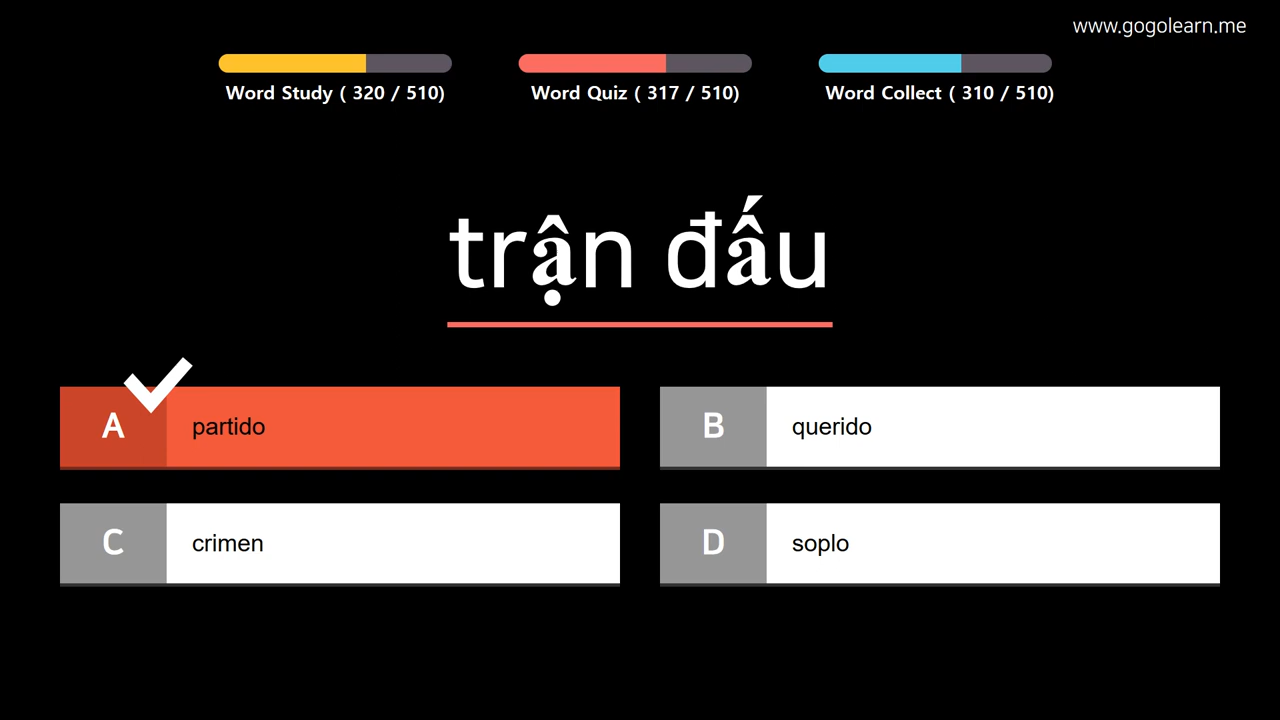 www.gogolearn.me
Word Study ( 320 / 510)
Word Quiz ( 317 / 510)
Word Collect ( 310 / 510)
trận đấu
A partido
B querido
C crimen
D soplo